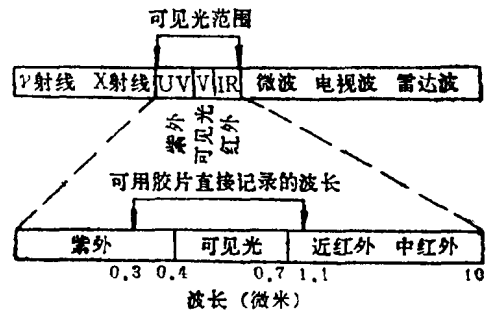 可见光范围
γ射线 X射线 UV V IR 微波 电视波 雷达波
紫外 可见光 红外
可用胶片直接记录的波长
紫外 可见光 近红外 中红外
0.3 0.4 0.7 1.1 10
波长（微米）